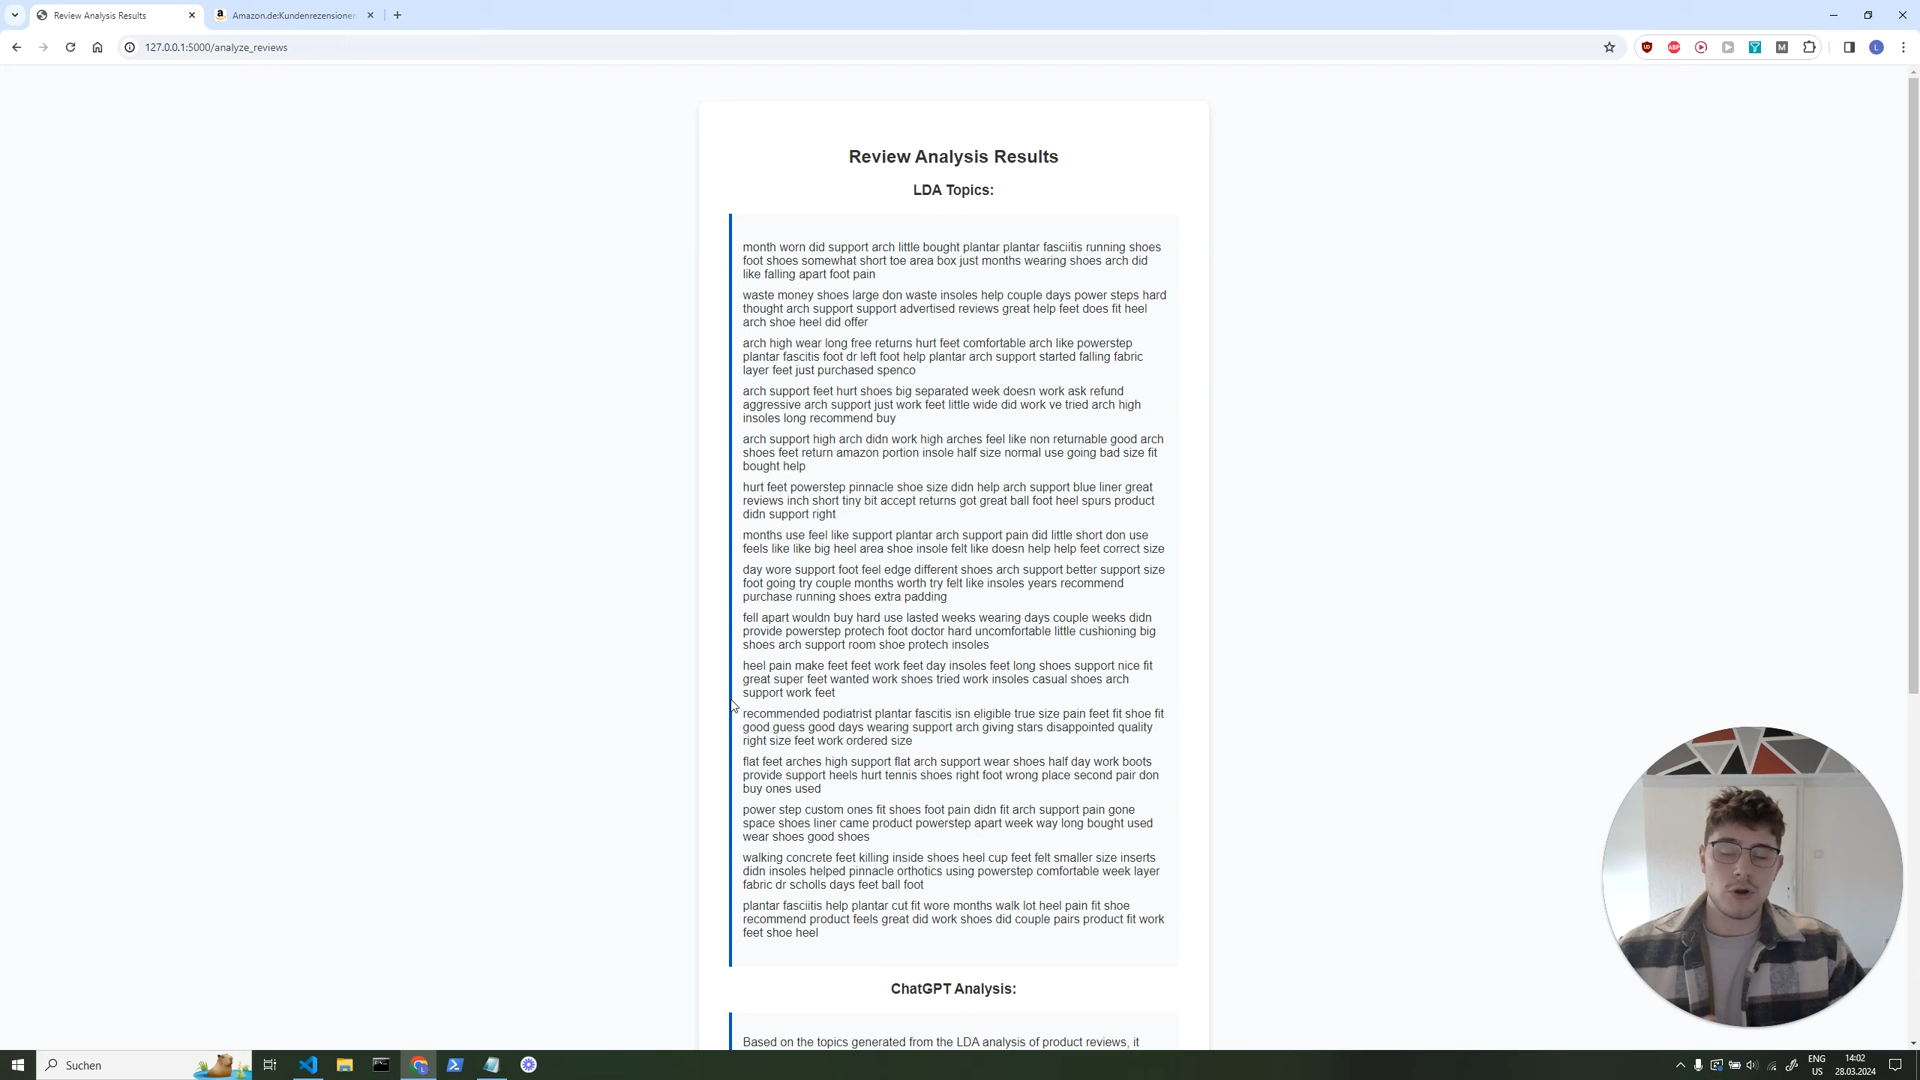 Review Analysis Results
Amazon.de:Kundenrezensionen
127.0.0.1:5000/analyze_reviews
Review Analysis Results
LDA Topics:
month worn did support arch little bought plantar plantar fasciitis running shoes
foot shoes somewhat short toe area box just months wearing shoes arch did
like falling apart foot pain
waste money shoes large don waste insoles help couple days power steps hard
thought arch support support advertised reviews great help feet does fit heel
arch shoe heel did offer
arch high wear long free returns hurt feet comfortable arch like powerstep
plantar fascitis foot dr left foot help plantar arch support started falling fabric
layer feet just purchased spenco
arch support feet hurt shoes big separated week doesn work ask refund
aggressive arch support just work feet little wide did work ve tried arch high
insoles long recommend buy
arch support high arch didn work high arches feel like non returnable good arch
shoes feet return amazon portion insole half size normal use going bad size fit
bought help
hurt feet powerstep pinnacle shoe size didn help arch support blue liner great
reviews inch short tiny bit accept returns got great ball foot heel spurs product
didn support right
months use feel like support plantar arch support pain did little short don use
feels like like big heel area shoe insole felt like doesn help help feet correct size
day wore support foot feel edge different shoes arch support better support size
foot going try couple months worth try felt like insoles years recommend
purchase running shoes extra padding
fell apart wouldn buy hard use lasted weeks wearing days couple weeks didn
provide powerstep protech foot doctor hard uncomfortable little cushioning big
shoes arch support room shoe protech insoles
heel pain make feet feet work feet day insoles feet long shoes support nice fit
great super feet wanted work shoes tried work insoles casual shoes arch
support work feet
recommended podiatrist plantar fascitis isn eligible true size pain feet fit shoe fit
good guess good days wearing support arch giving stars disappointed quality
right size feet work ordered size
flat feet arches high support flat arch support wear shoes half day work boots
provide support heels hurt tennis shoes right foot wrong place second pair don
buy ones used
power step custom ones fit shoes foot pain didn fit arch support pain gone
space shoes liner came product powerstep apart week way long bought used
wear shoes good shoes
walking concrete feet killing inside shoes heel cup feet felt smaller size inserts
didn insoles helped pinnacle orthotics using powerstep comfortable week layer
fabric dr scholls days feet ball foot
plantar fasciitis help plantar cut fit wore months walk lot heel pain fit shoe
recommend product feels great did work shoes did couple pairs product fit work
feet shoe heel
ChatGPT Analysis:
Based on the topics generated from the LDA analysis of product reviews, it
Suchen
ENG
US
14:02
28.03.2024